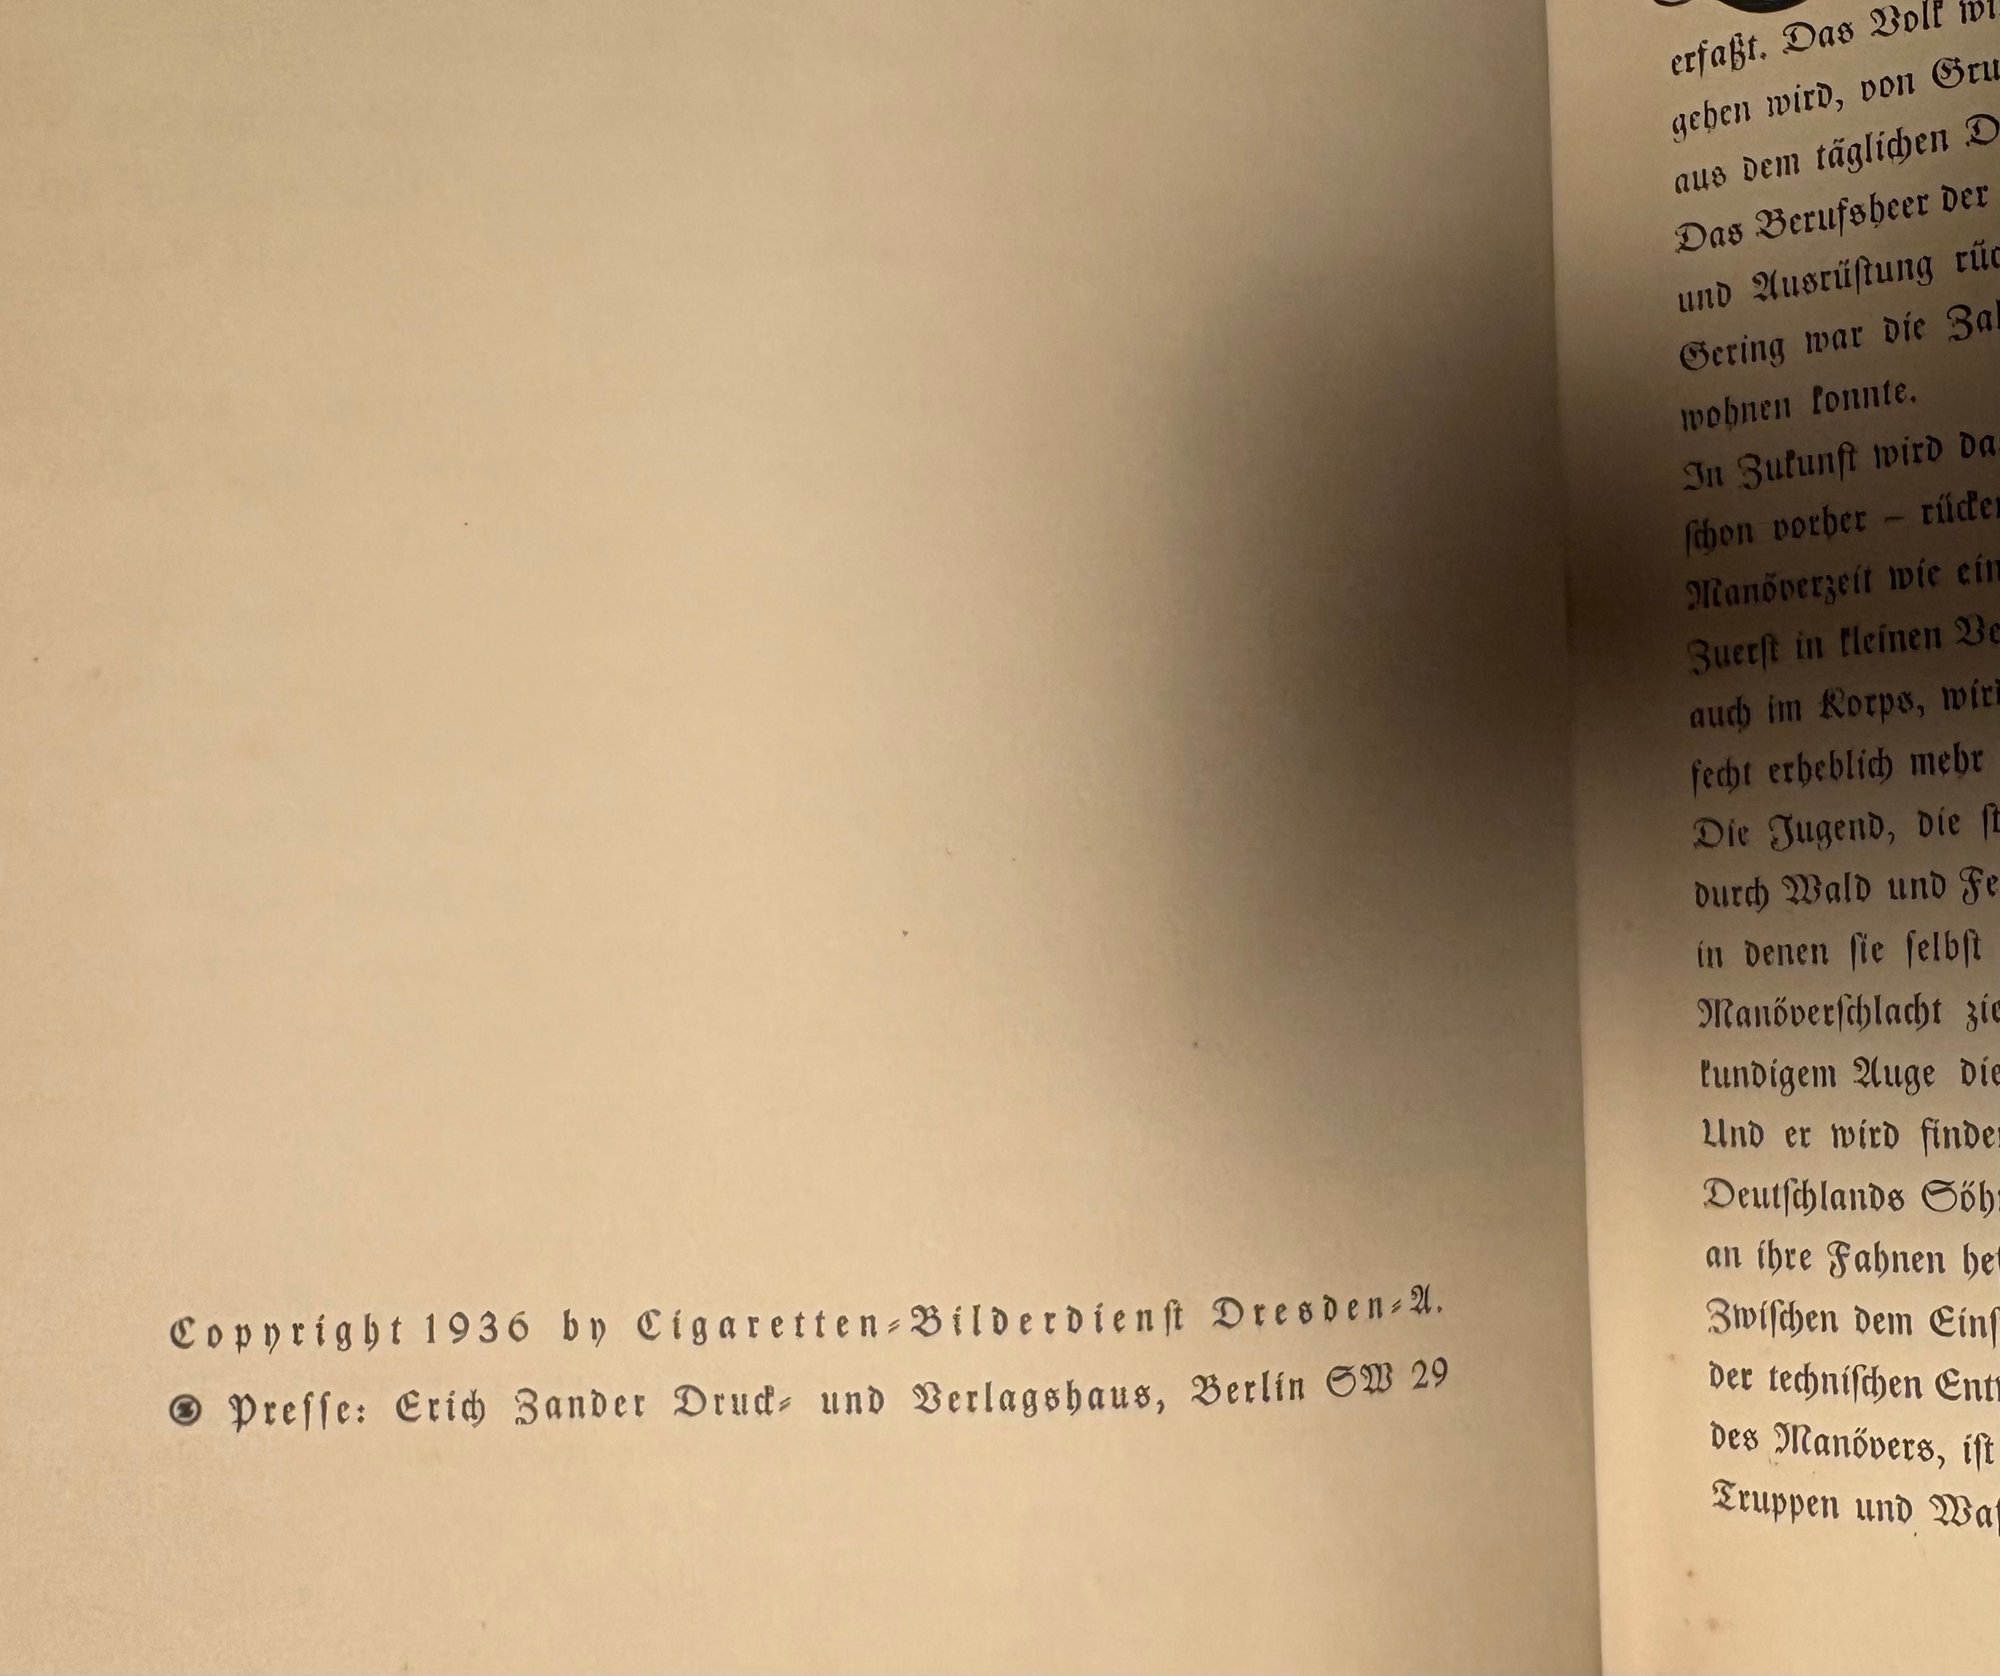 Copyright 1936 by Cigaretten-Bilderdienst Dresden-A.
Presse: Erich Zander Druck- und Verlagshaus, Berlin SW 29
erfaßt. Das Volk
gehen wird, von
aus dem täglichen
Das Berufsheer der
und Ausrüstung
Gering war die
wohnen konnte.
In Zukunft wird
schon vorher –
Manöverzeit wie
Zuerst in kleinen
auch im Korps,
fecht erheblich mehr
Die Jugend, die
durch Wald und
in denen sie selbst
Manöverschlacht
kundigem Auge die
Und er wird
Deutschlands
an ihre Fahnen
Zwischen dem
der technischen
des Manövers, ist
Truppen und